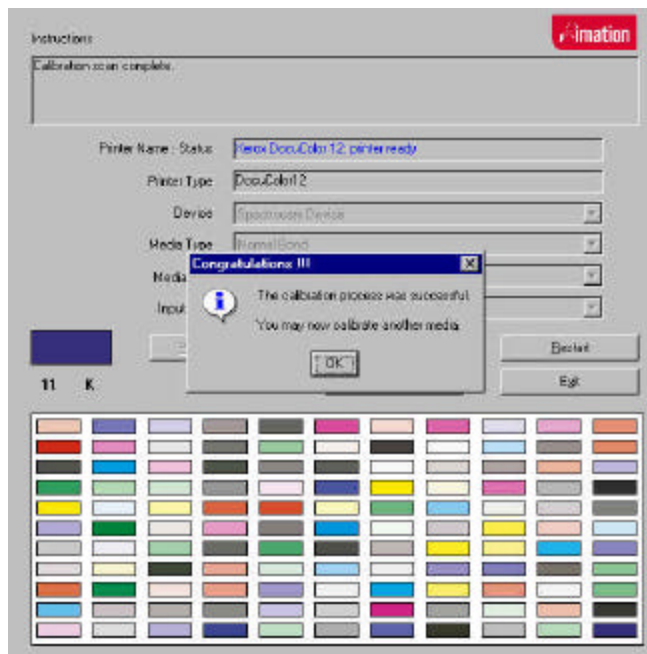 Instructions
imation
Calibration scan complete.
Printer Name : Status
Xerox DocuColor 12: printer ready
Printer Type
DocuColor12
Device
Spectroscan Device
Media Type
Normal Bond
Congratulations !!!
Media
The calibration process was successful.
Input
You may now calibrate another media.
OK
Restart
Exit
11 K